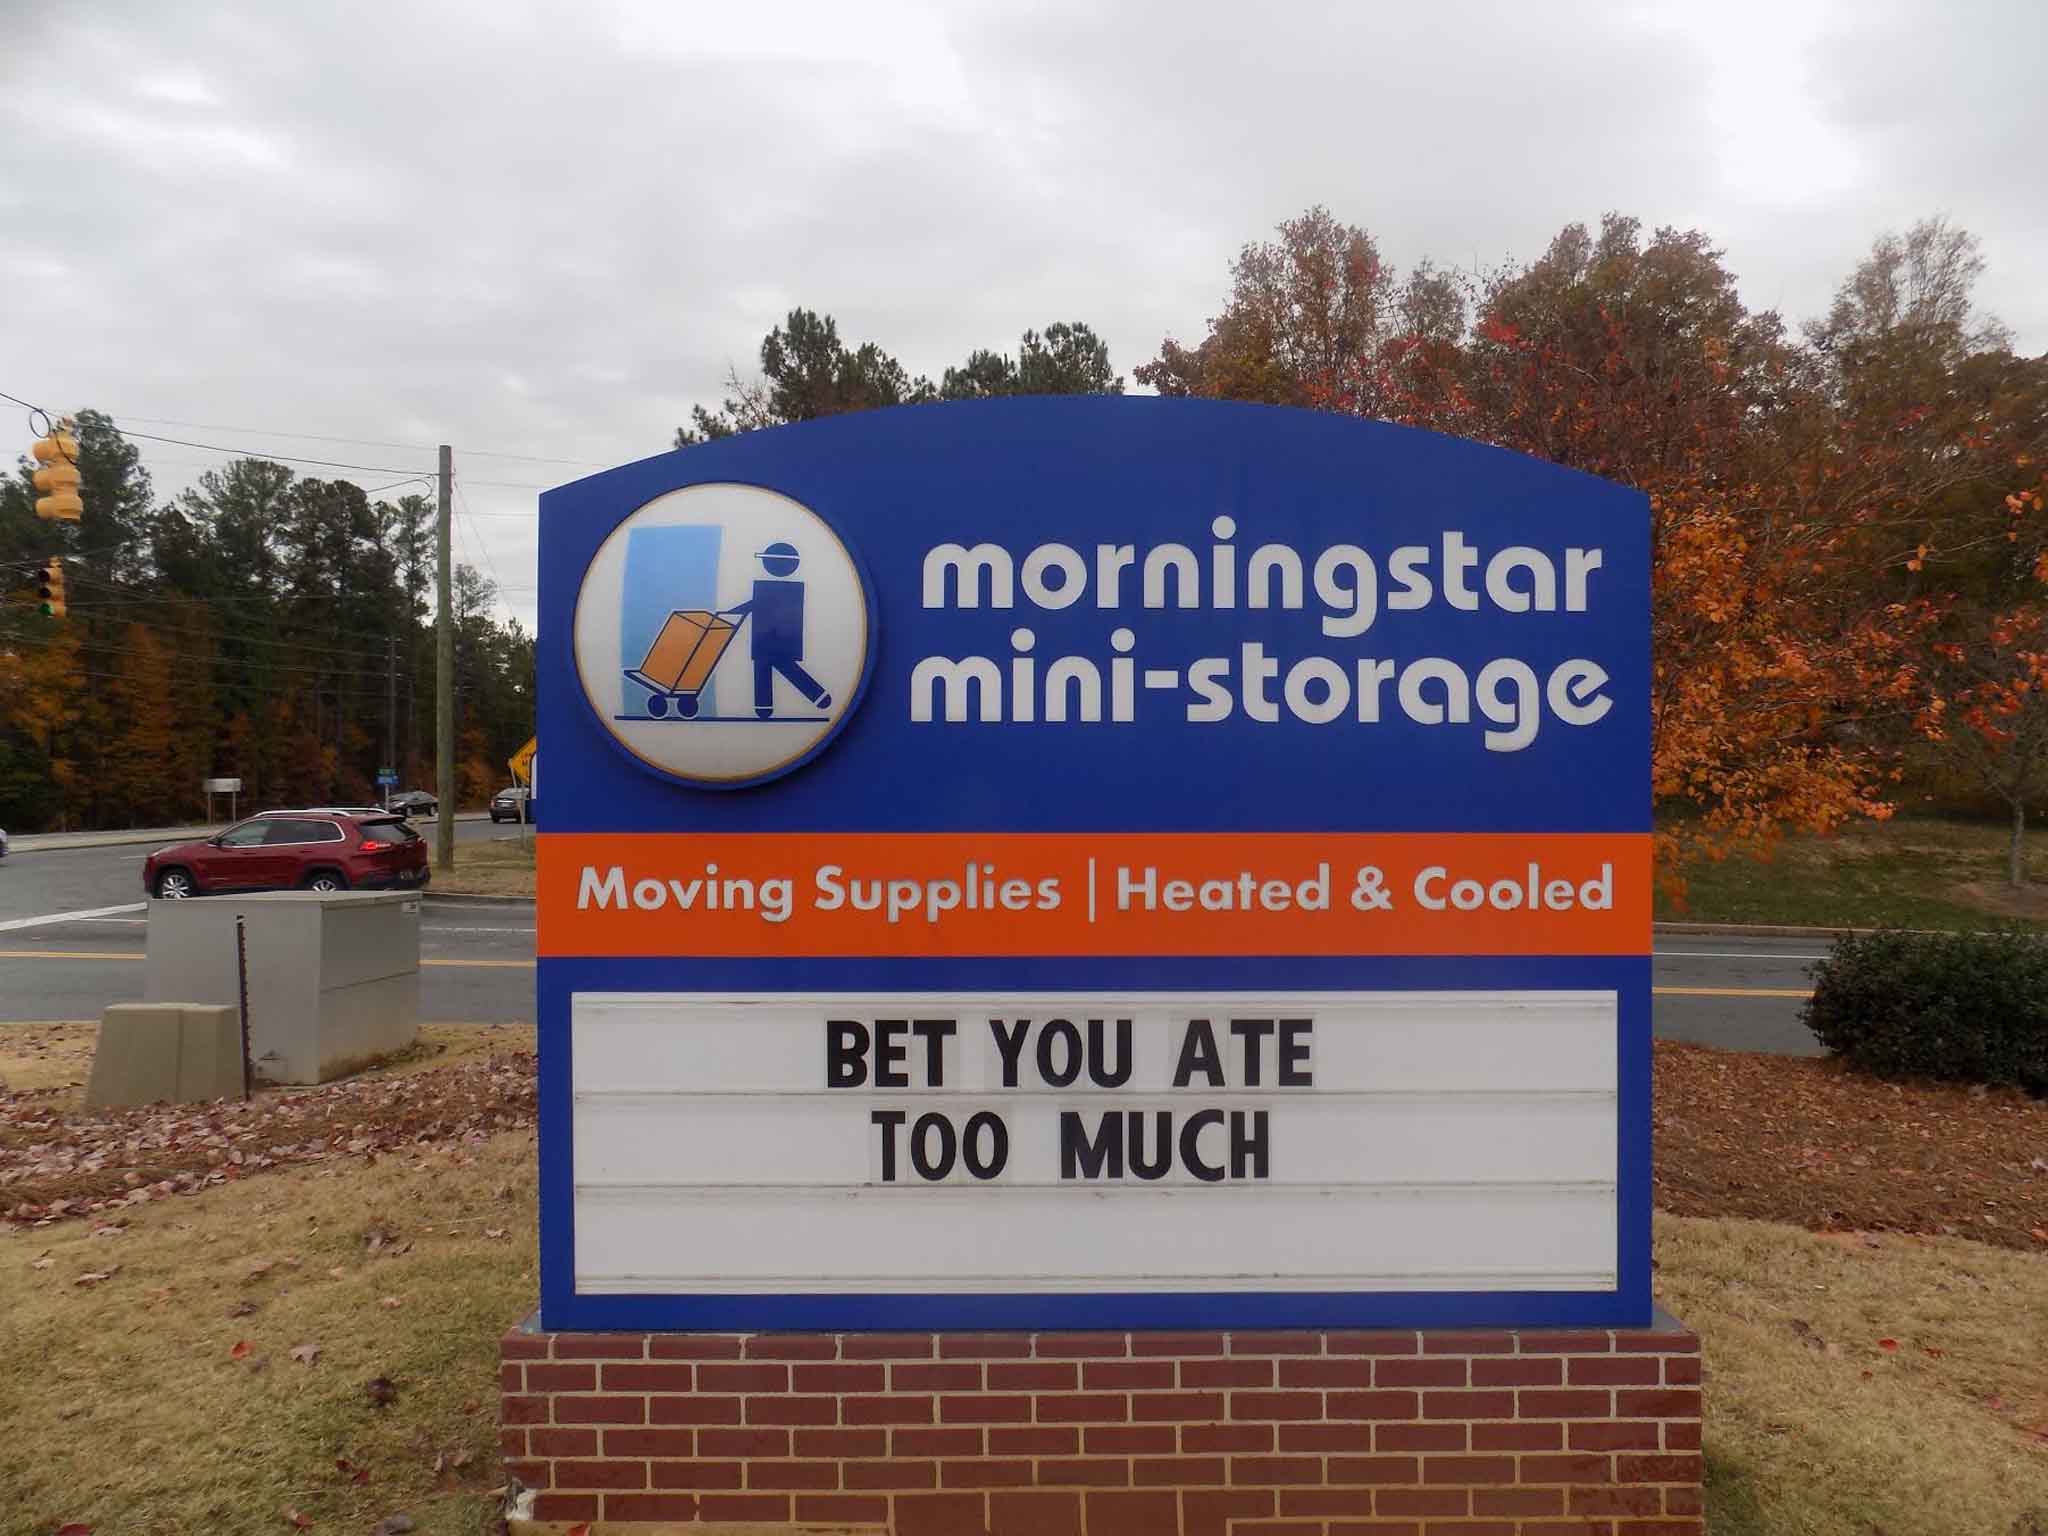 morningstar
mini-storage
Moving Supplies | Heated & Cooled
BET YOU ATE
TOO MUCH